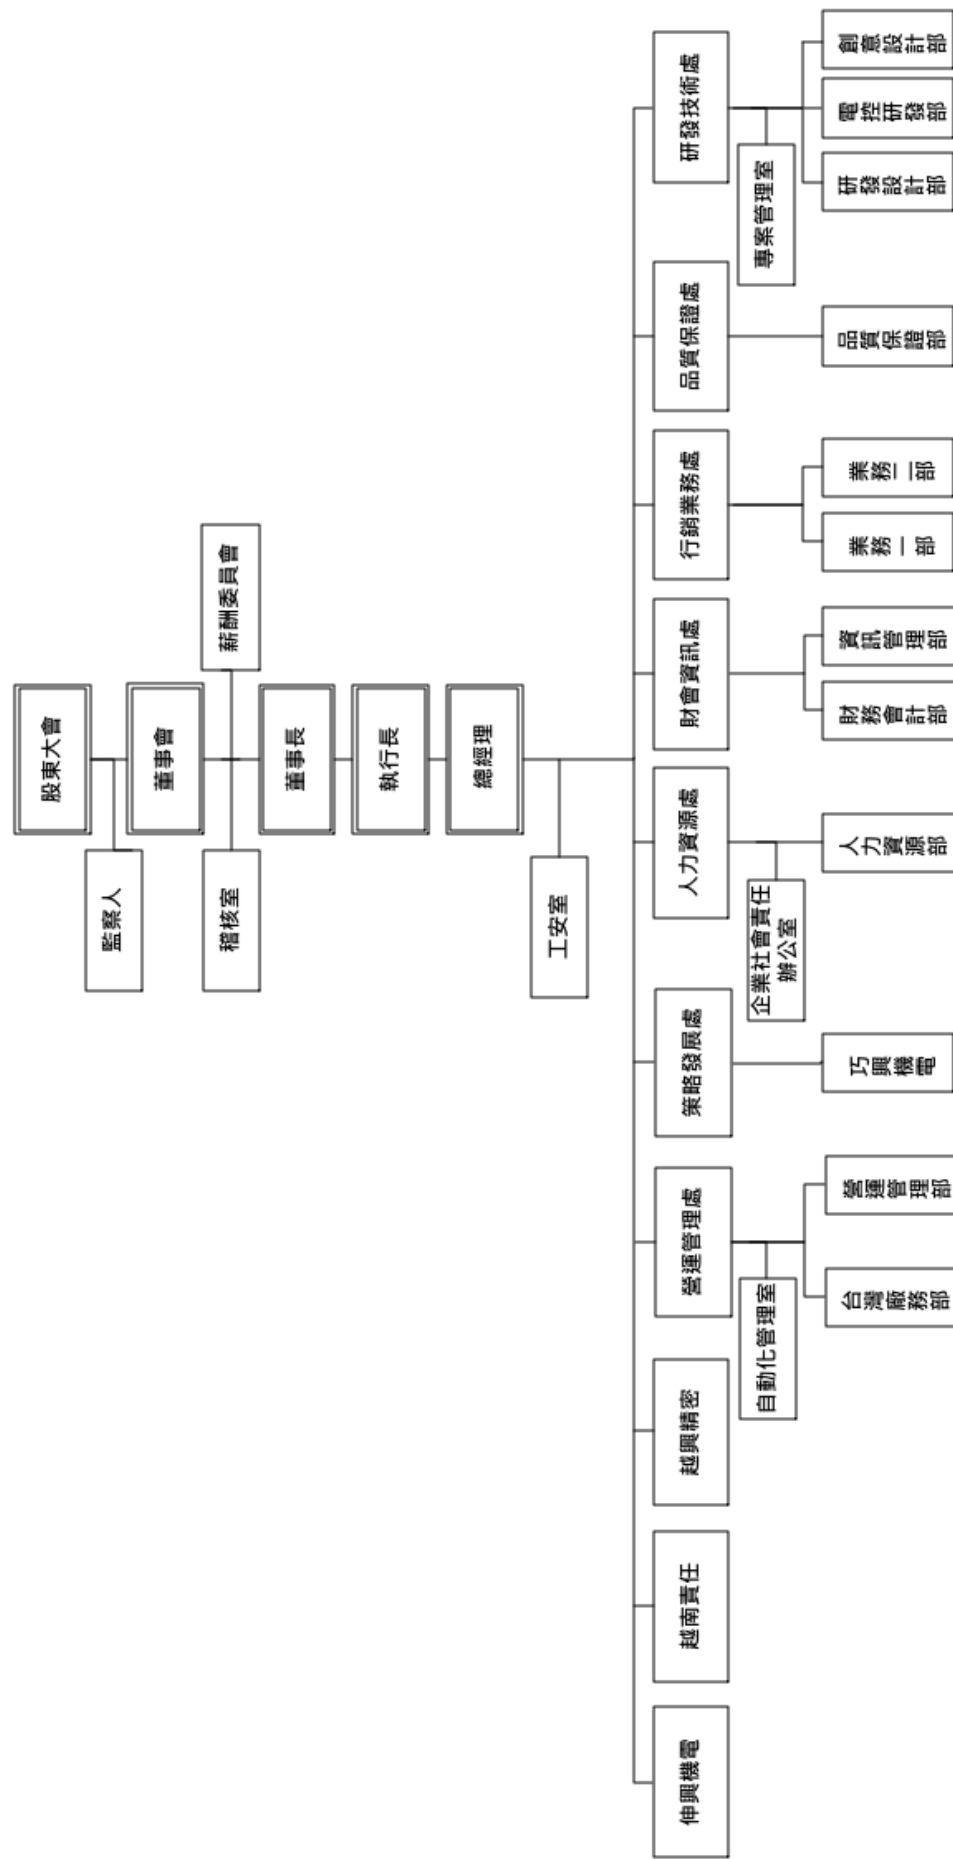 股東大會
監察人
董事會
薪酬委員會
稽核室
董事長
執行長
總經理
工安室
伸興機電
越南責任
越興精密
營運管理處
策略發展處
人力資源處
財會資訊處
行銷業務處
品質保證處
研發技術處
自動化管理室
企業社會責任
辦公室
專案管理室
台灣廠務部
營運管理部
巧興機電
人力資源部
財務會計部
資訊管理部
業務一部
業務二部
品質保證部
研發設計部
電控研發部
創意設計部